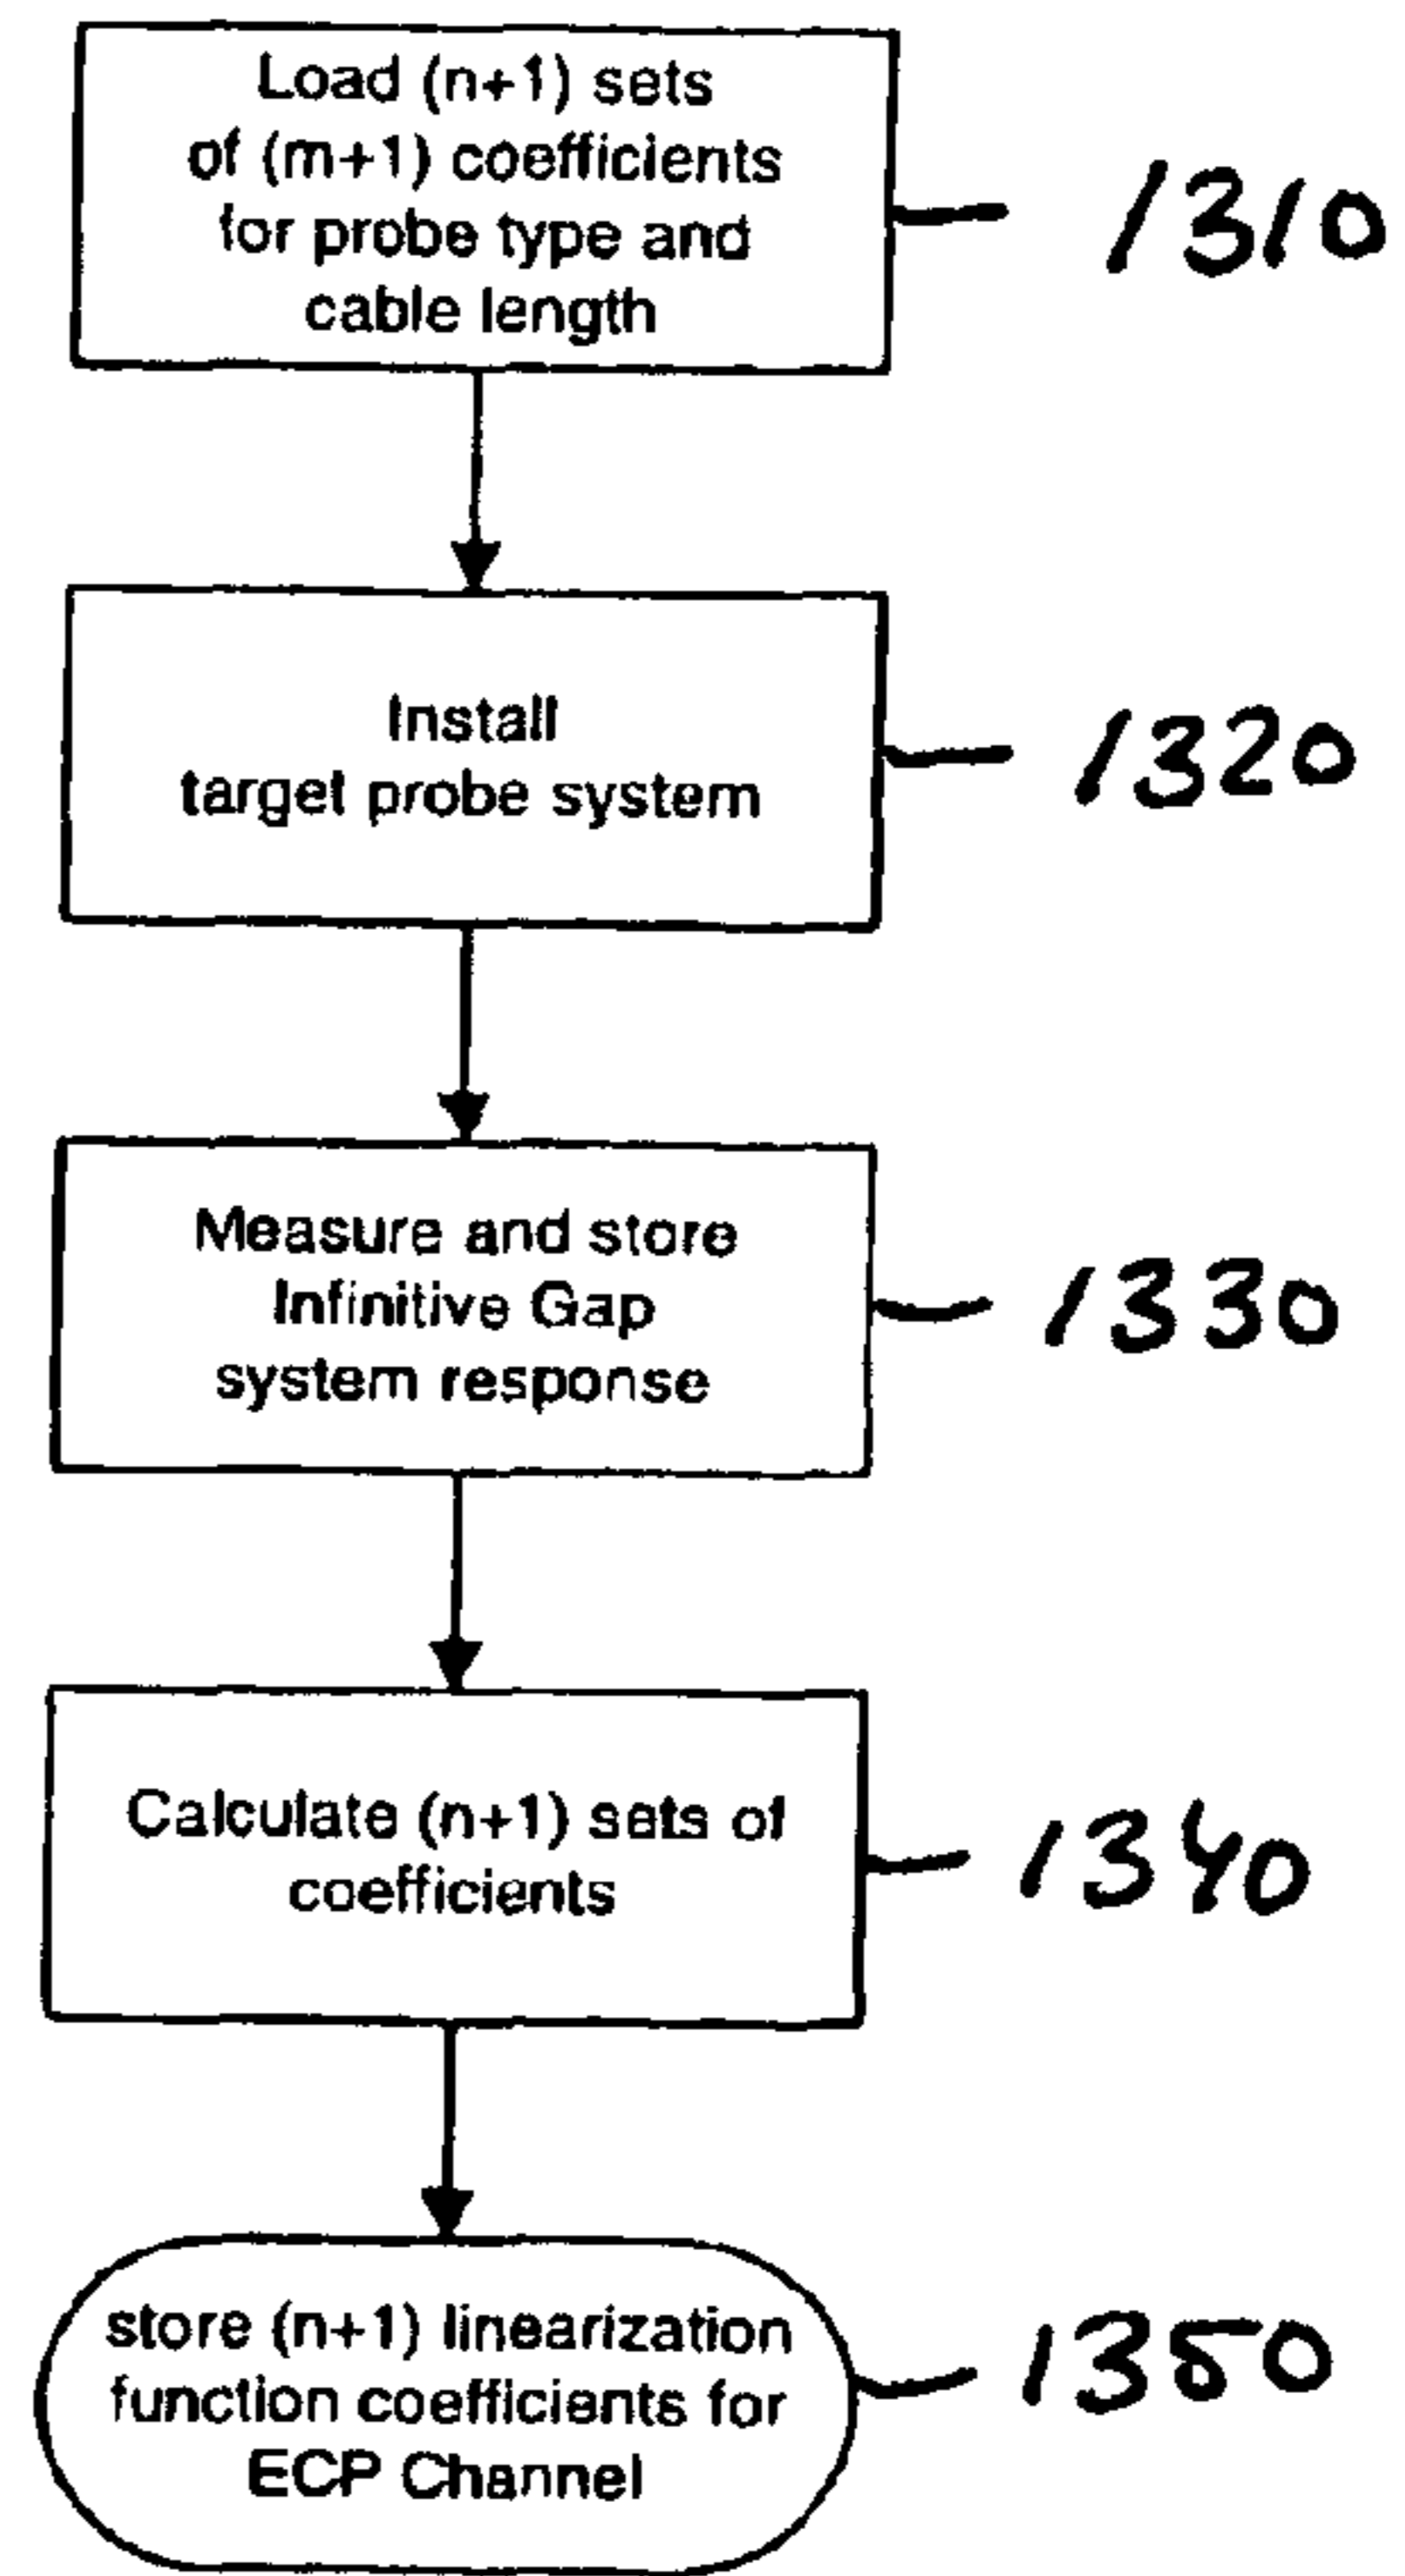 Load (n+1) sets
of (m+1) coefficients
for probe type and
cable length
1310
Install
target probe system
1320
Measure and store
Infinitive Gap
system response
1330
Calculate (n+1) sets of
coefficients
1340
store (n+1) linearization
function coefficients for
ECP Channel
1350